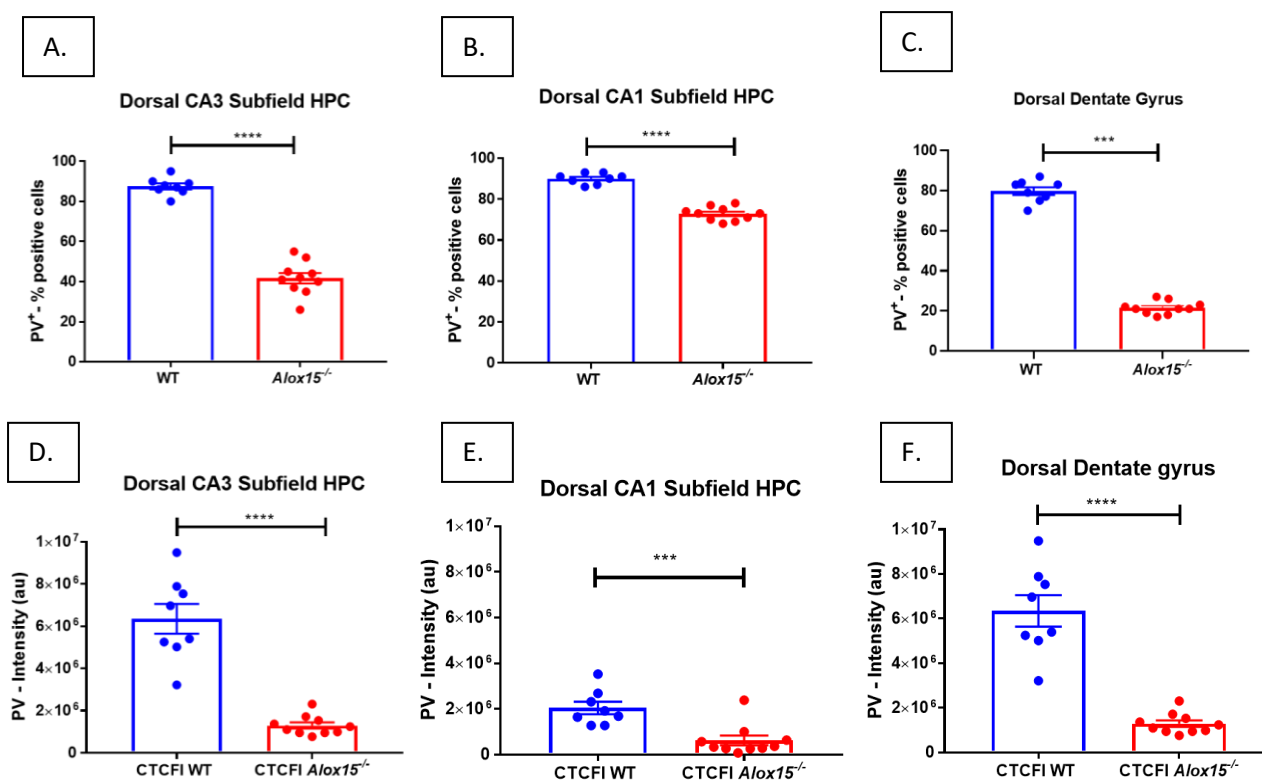 A.
Dorsal CA3 Subfield HPC
****
100
80
60
40
20
0
PV⁺- % positive cells
WT
Alox15⁻/⁻
B.
Dorsal CA1 Subfield HPC
****
100
80
60
40
20
0
PV⁺- % positive cells
WT
Alox15⁻/⁻
C.
Dorsal Dentate Gyrus
***
100
80
60
40
20
0
PV⁺- % positive cells
WT
Alox15⁻/⁻
D.
Dorsal CA3 Subfield HPC
****
1×10⁷
8×10⁶
6×10⁶
4×10⁶
2×10⁶
0
PV - Intensity (au)
CTCFI WT
CTCFI Alox15⁻/⁻
E.
Dorsal CA1 Subfield HPC
***
1×10⁷
8×10⁶
6×10⁶
4×10⁶
2×10⁶
0
PV - Intensity (au)
CTCFI WT
CTCFI Alox15⁻/⁻
F.
Dorsal Dentate gyrus
****
1×10⁷
8×10⁶
6×10⁶
4×10⁶
2×10⁶
0
PV - Intensity (au)
CTCFI WT
CTCFI Alox15⁻/⁻